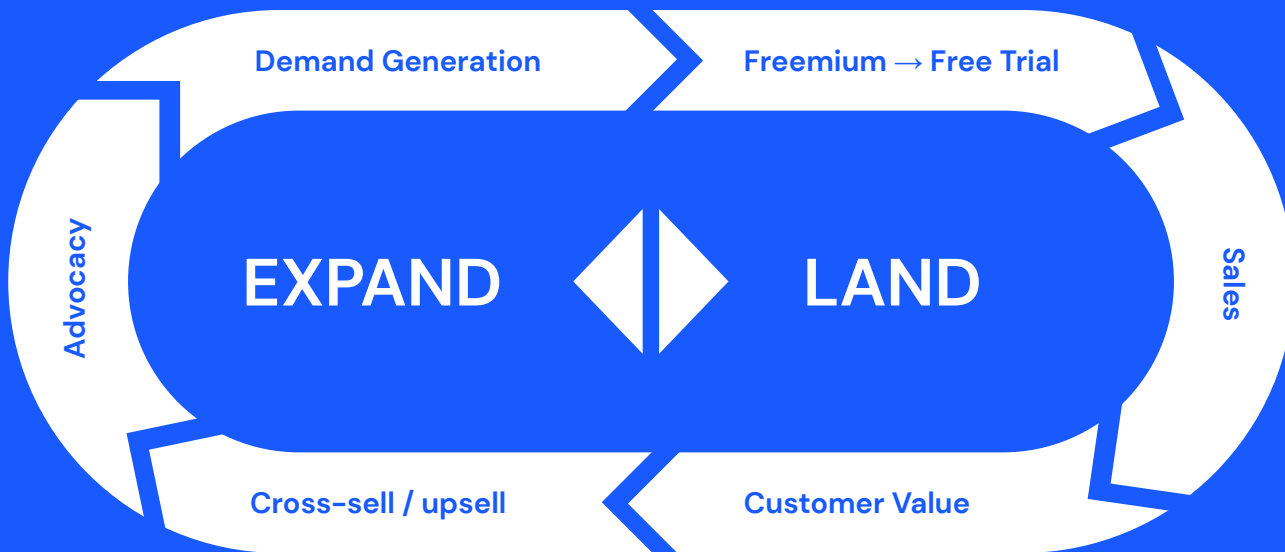 Demand Generation
Freemium → Free Trial
Advocacy
EXPAND
LAND
Sales
Cross-sell / upsell
Customer Value